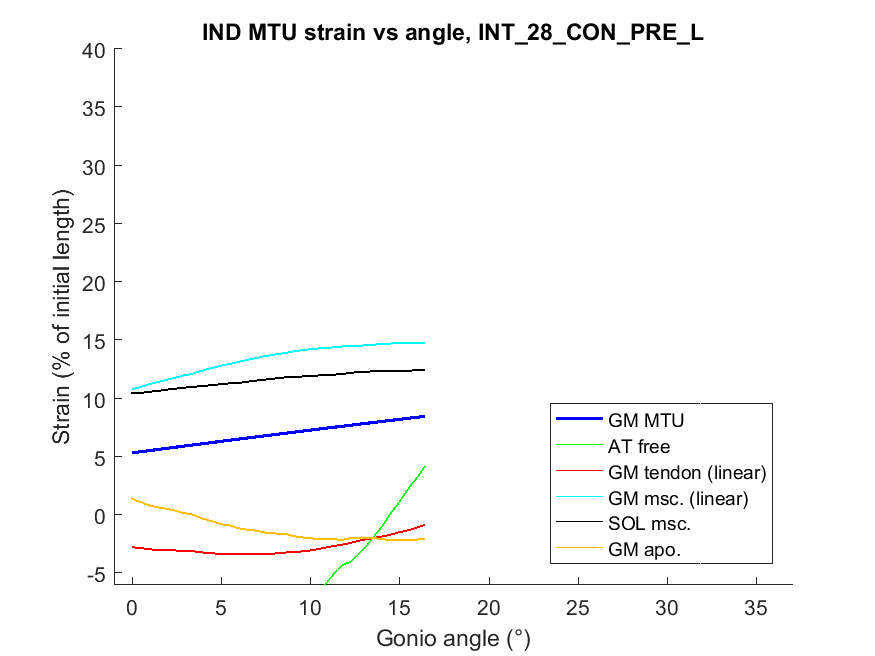 IND MTU strain vs angle, INT_28_CON_PRE_L
40
35
30
25
20
15
10
5
0
-5
Strain (% of initial length)
0 5 10 15 20 25 30 35
Gonio angle (°)
GM MTU
AT free
GM tendon (linear)
GM msc. (linear)
SOL msc.
GM apo.